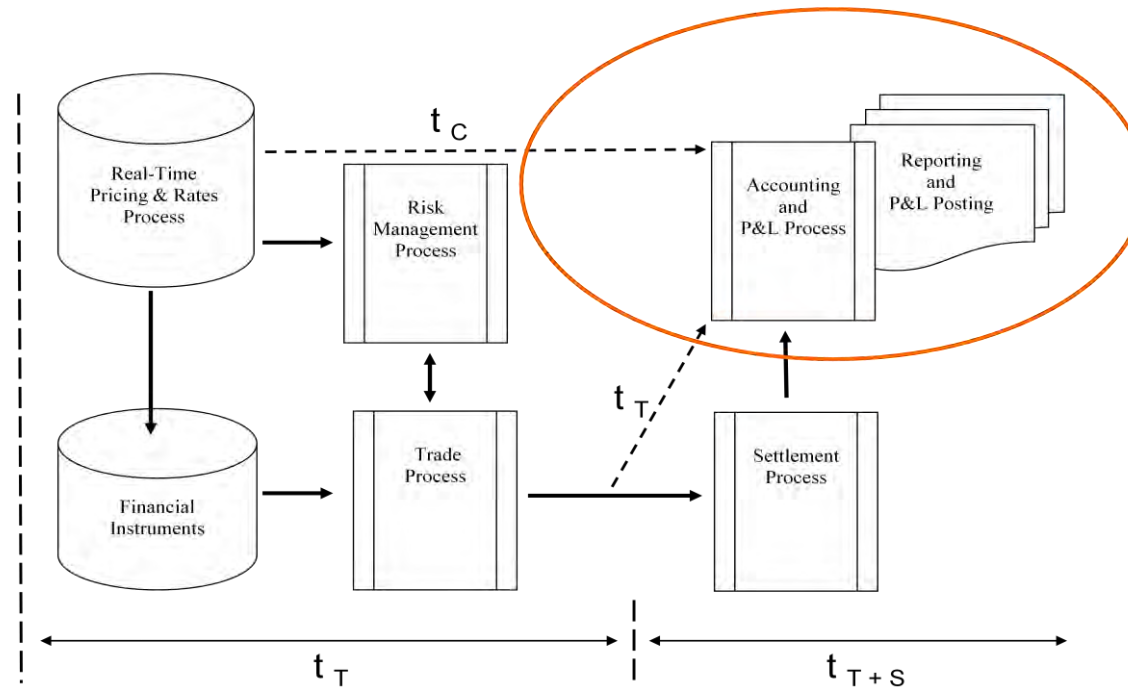 t C
Real-Time
Pricing & Rates
Process
Risk
Management
Process
Accounting
and
P&L Process
Reporting
and
P&L Posting
t T
Financial
Instruments
Trade
Process
Settlement
Process
t T
t T + S